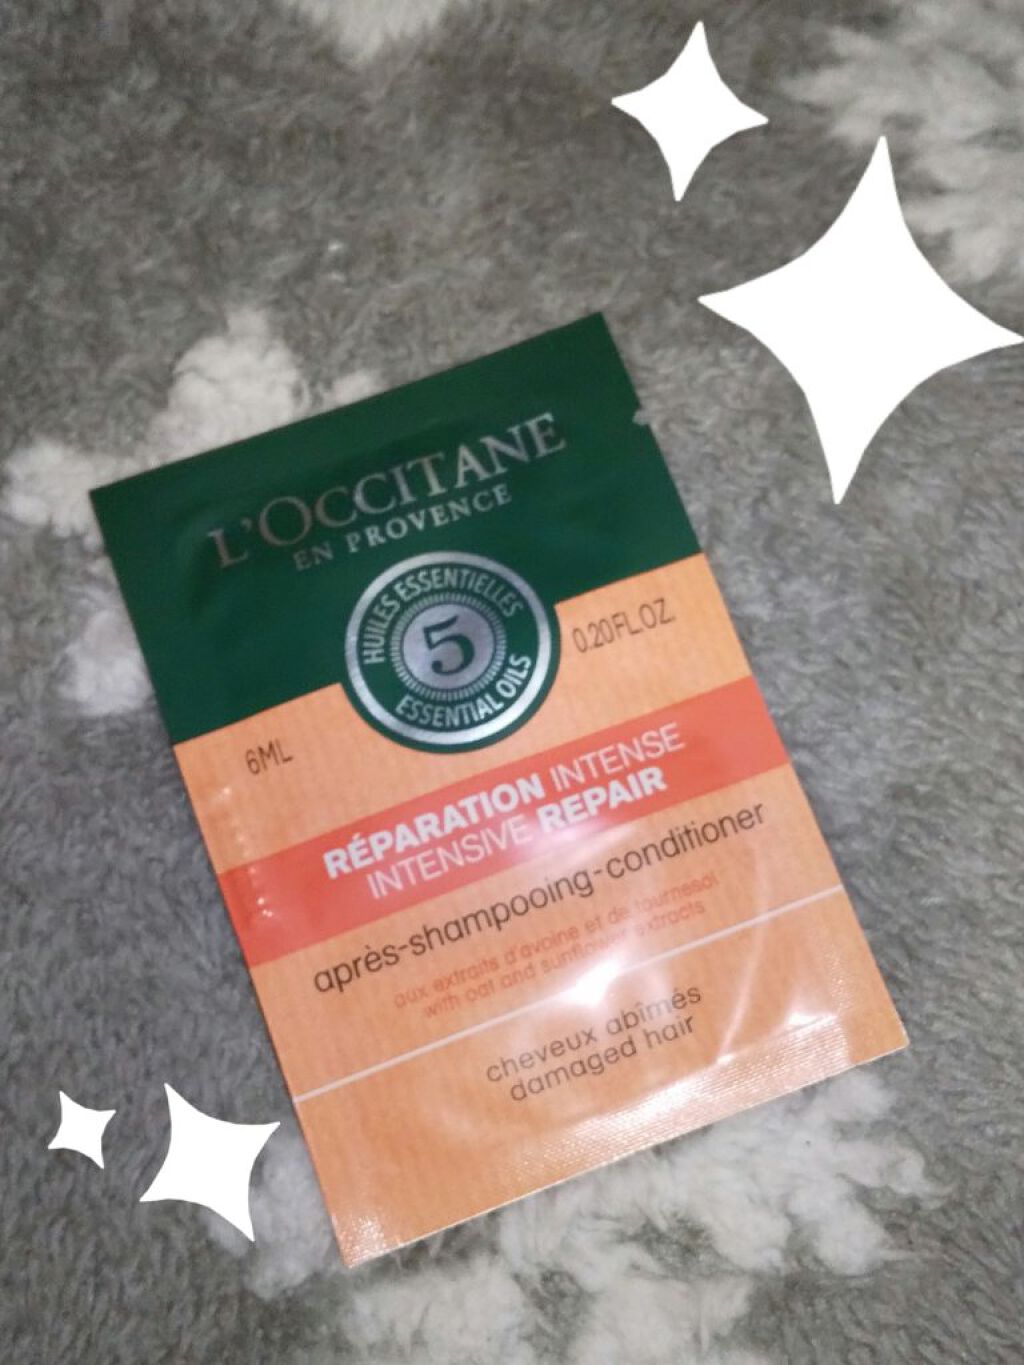 L'OCCITANE
EN PROVENCE
HUILES ESSENTIELLES
5
ESSENTIAL OILS
6ML
0.20FL.OZ.
RÉPARATION INTENSE
INTENSIVE REPAIR
après-shampooing-conditioner
aux extraits d'avoine et de tournesol
with oat and sunflower extracts
cheveux abîmés
damaged hair